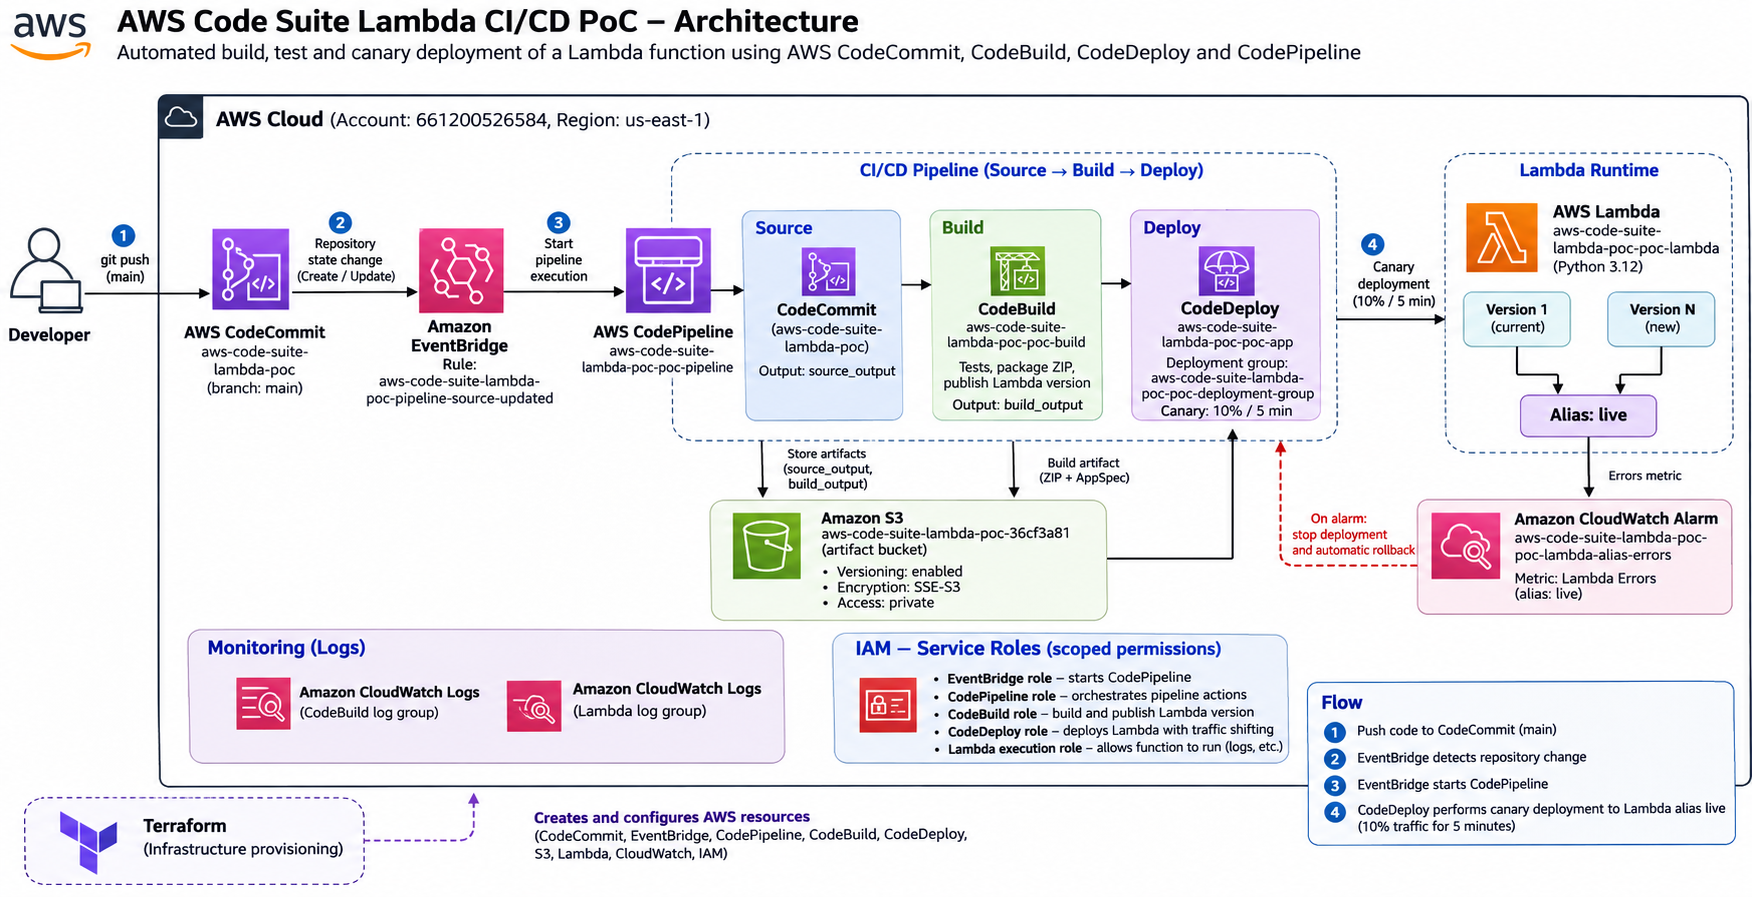 aws
AWS Code Suite Lambda CI/CD PoC – Architecture
Automated build, test and canary deployment of a Lambda function using AWS CodeCommit, CodeBuild, CodeDeploy and CodePipeline
AWS Cloud (Account: 661200526584, Region: us-east-1)
Developer
1
git push
(main)
AWS CodeCommit
aws-code-suite-
lambda-poc
(branch: main)
2
Repository
state change
(Create / Update)
Amazon
EventBridge
Rule:
aws-code-suite-lambda-
poc-pipeline-source-updated
3
Start
pipeline
execution
AWS CodePipeline
aws-code-suite-
lambda-poc-poc-pipeline
CI/CD Pipeline (Source → Build → Deploy)
Source
CodeCommit
(aws-code-suite-
lambda-poc)
Output: source_output
Build
CodeBuild
aws-code-suite-
lambda-poc-poc-build
Tests, package ZIP,
publish Lambda version
Output: build_output
Deploy
CodeDeploy
aws-code-suite-
lambda-poc-poc-app
Deployment group:
aws-code-suite-lambda-
poc-poc-deployment-group
Canary: 10% / 5 min
4
Canary
deployment
(10% / 5 min)
Lambda Runtime
AWS Lambda
aws-code-suite-
lambda-poc-poc-lambda
(Python 3.12)
Version 1
(current)
Version N
(new)
Alias: live
Errors metric
Store artifacts
(source_output,
build_output)
Build artifact
(ZIP + AppSpec)
Amazon S3
aws-code-suite-lambda-poc-36cf3a81
(artifact bucket)
• Versioning: enabled
• Encryption: SSE-S3
• Access: private
On alarm:
stop deployment
and automatic rollback
Amazon CloudWatch Alarm
aws-code-suite-lambda-poc-
poc-lambda-alias-errors
Metric: Lambda Errors
(alias: live)
Monitoring (Logs)
Amazon CloudWatch Logs
(CodeBuild log group)
Amazon CloudWatch Logs
(Lambda log group)
IAM – Service Roles (scoped permissions)
• EventBridge role – starts CodePipeline
• CodePipeline role – orchestrates pipeline actions
• CodeBuild role – build and publish Lambda version
• CodeDeploy role – deploys Lambda with traffic shifting
• Lambda execution role – allows function to run (logs, etc.)
Flow
1 Push code to CodeCommit (main)
2 EventBridge detects repository change
3 EventBridge starts CodePipeline
4 CodeDeploy performs canary deployment to Lambda alias live
(10% traffic for 5 minutes)
Terraform
(Infrastructure provisioning)
Creates and configures AWS resources
(CodeCommit, EventBridge, CodePipeline, CodeBuild, CodeDeploy,
S3, Lambda, CloudWatch, IAM)